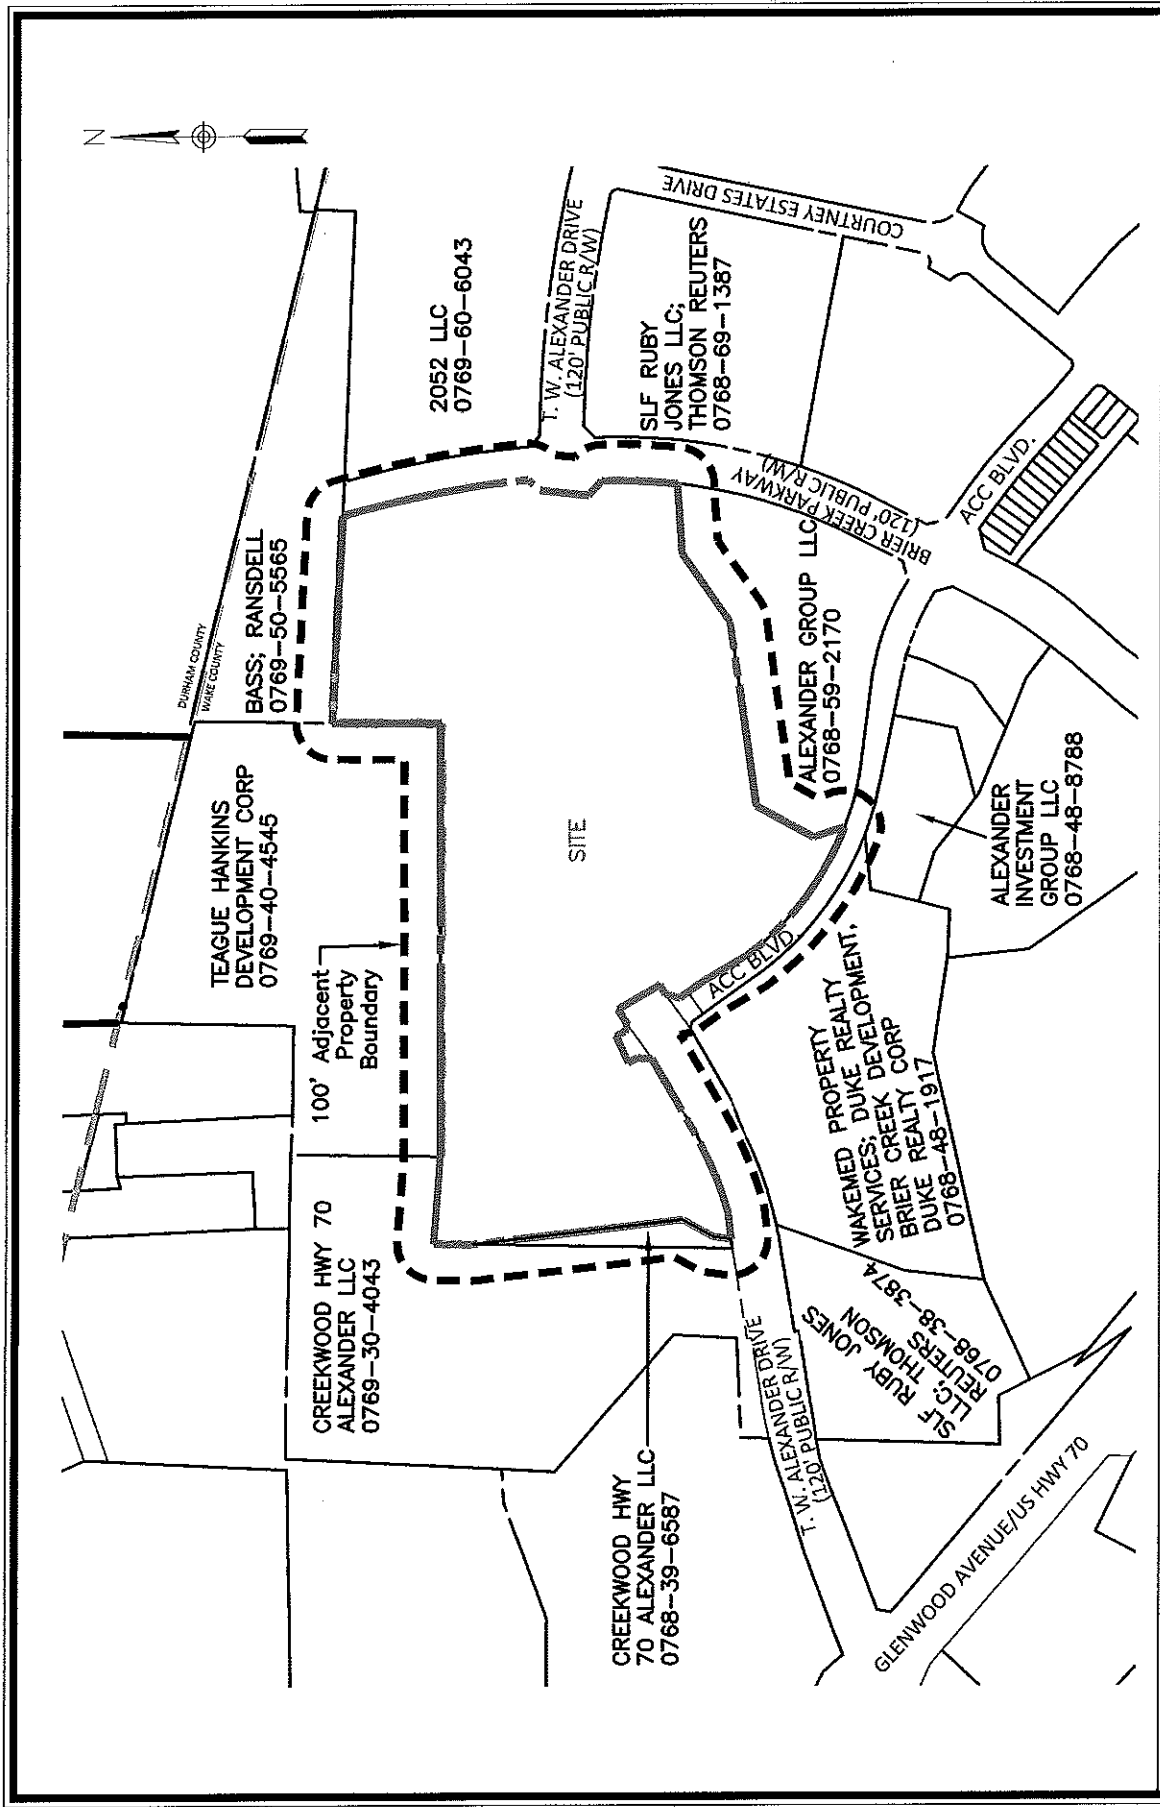 N
DURHAM COUNTY
WAKE COUNTY
TEAGUE HANKINS
DEVELOPMENT CORP
0769-40-4545
BASS; RANSDELL
0769-50-5565
2052 LLC
0769-60-6043
CREEKWOOD HWY 70
ALEXANDER LLC
0769-30-4043
100' Adjacent
Property
Boundary
T. W. ALEXANDER DRIVE
(120' PUBLIC R/W)
COURTNEY ESTATES DRIVE
SITE
SLF RUBY
JONES LLC;
THOMSON REUTERS
0768-69-1387
CREEKWOOD HWY
70 ALEXANDER LLC
0768-39-6587
ACC BLVD.
BRIER CREEK PARKWAY
(120' PUBLIC R/W)
ALEXANDER GROUP LLC
0768-59-2170
ACC BLVD.
T. W. ALEXANDER DRIVE
(120' PUBLIC R/W)
SLF RUBY JONES
LLC; THOMSON
REUTERS
0768-38-3874
WAKEMED PROPERTY
SERVICES; DUKE REALTY
BRIER CREEK DEVELOPMENT,
DUKE REALTY CORP
0768-48-1917
ALEXANDER
INVESTMENT
GROUP LLC
0768-48-8788
GLENWOOD AVENUE/US HWY 70